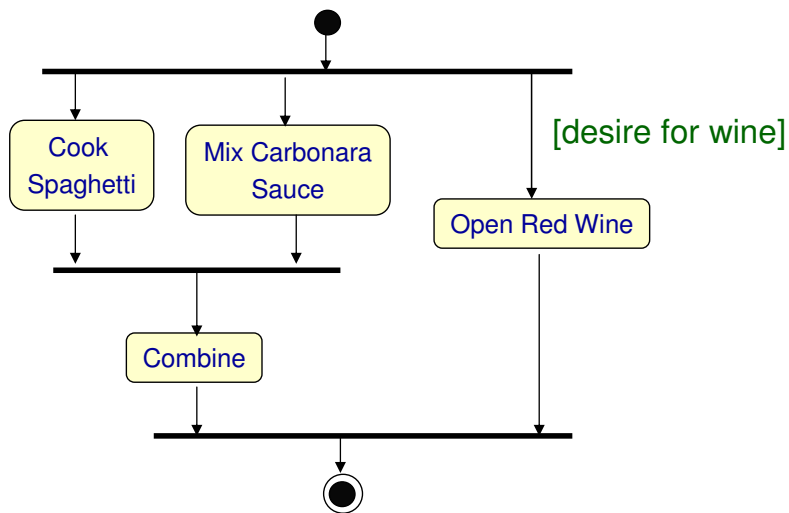 Cook
Spaghetti
Mix Carbonara
Sauce
[desire for wine]
Open Red Wine
Combine